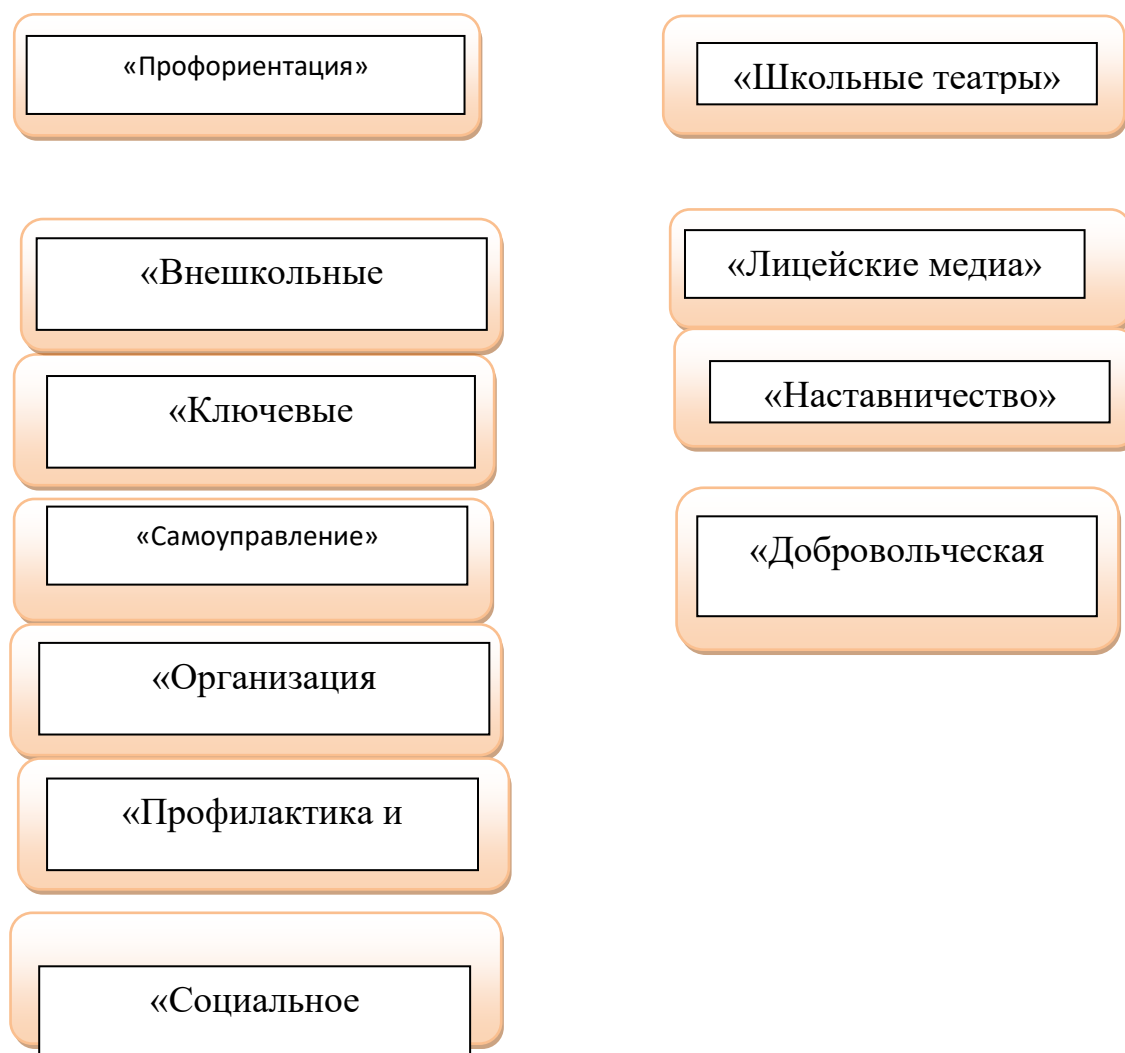 «Профориентация»
«Внешкольные
«Ключевые
«Самоуправление»
«Организация
«Профилактика и
«Социальное
«Школьные театры»
«Лицейские медиа»
«Наставничество»
«Добровольческая